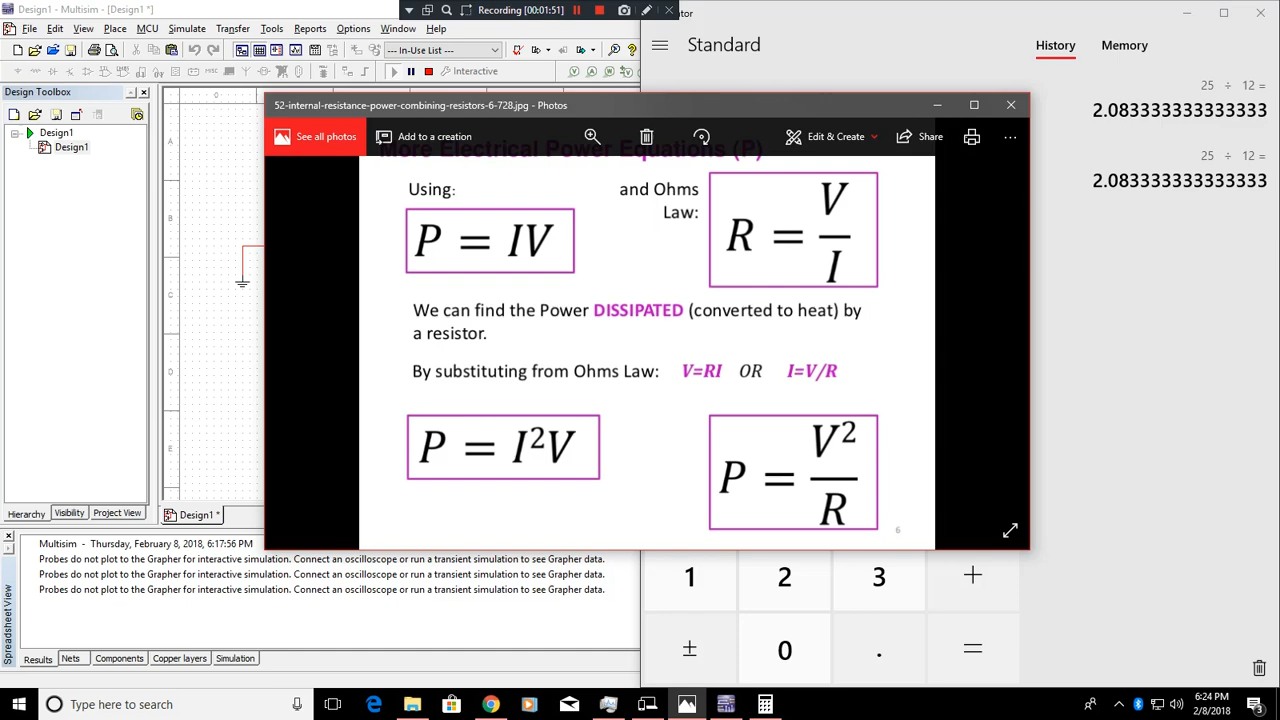 Design1 - Multisim - [Design1 *]
Recording [00:01:51]
File Edit View Place MCU Simulate Transfer Tools Reports Options Window Help
--- In-Use List ---
Interactive
Design Toolbox
Design1
Design1
A
B
C
D
0
Hierarchy Visibility Project View
Design1 *
Multisim - Thursday, February 8, 2018, 6:17:56 PM
Probes do not plot to the Grapher for interactive simulation. Connect an oscilloscope or run a transient simulation to see Grapher data.
Probes do not plot to the Grapher for interactive simulation. Connect an oscilloscope or run a transient simulation to see Grapher data.
Probes do not plot to the Grapher for interactive simulation. Connect an oscilloscope or run a transient simulation to see Grapher data.
Spreadsheet View
Results Nets Components Copper layers Simulation
52-internal-resistance-power-combining-resistors-6-728.jpg - Photos
See all photos Add to a creation Edit & Create Share
More Electrical Power Equations (P)
Using:
P = IV
and Ohms
Law:
R = V/I
We can find the Power DISSIPATED (converted to heat) by
a resistor.
By substituting from Ohms Law: V=RI OR I=V/R
P = I²V
P = V²/R
6
Standard
History Memory
25 ÷ 12 =
2.083333333333333
25 ÷ 12 =
2.083333333333333
1 2 3 +
± 0 . =
Type here to search
6:24 PM
2/8/2018